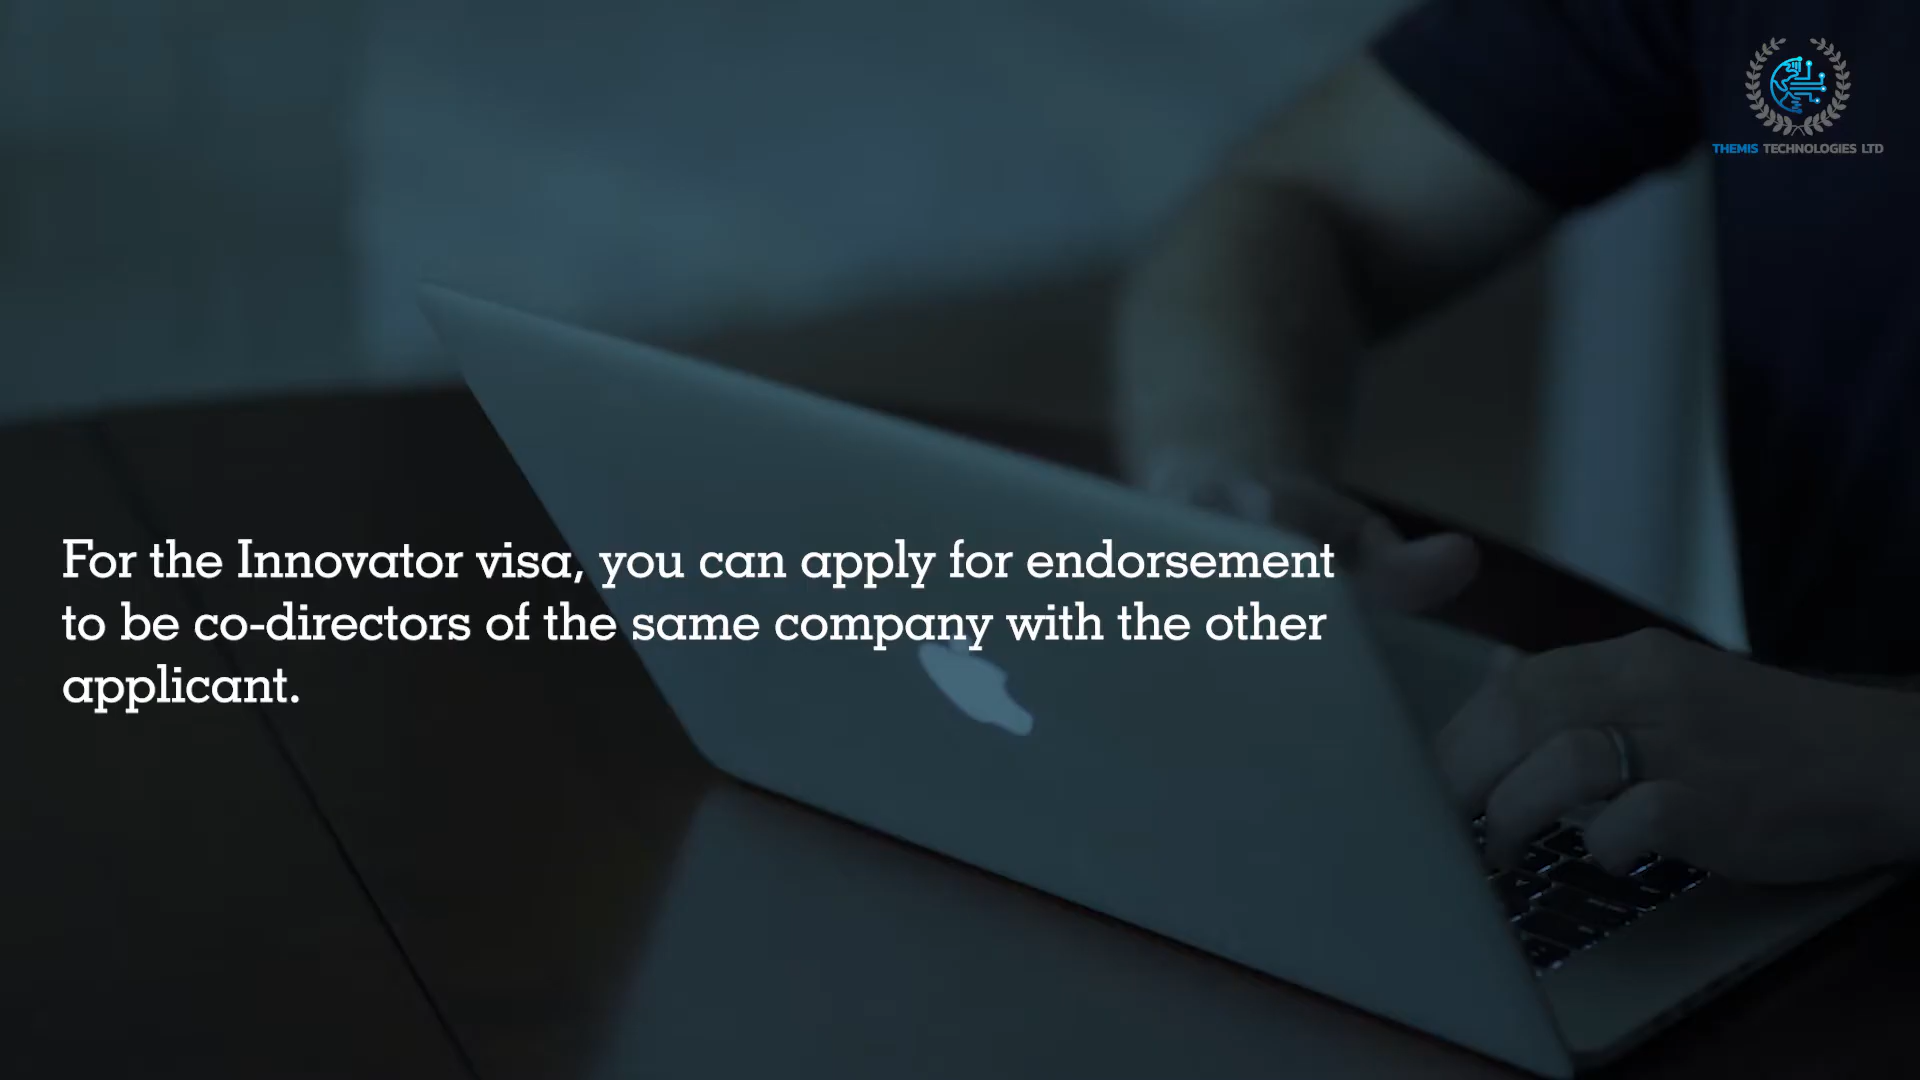 THEMIS TECHNOLOGIES LTD
For the Innovator visa, you can apply for endorsement
to be co-directors of the same company with the other
applicant.